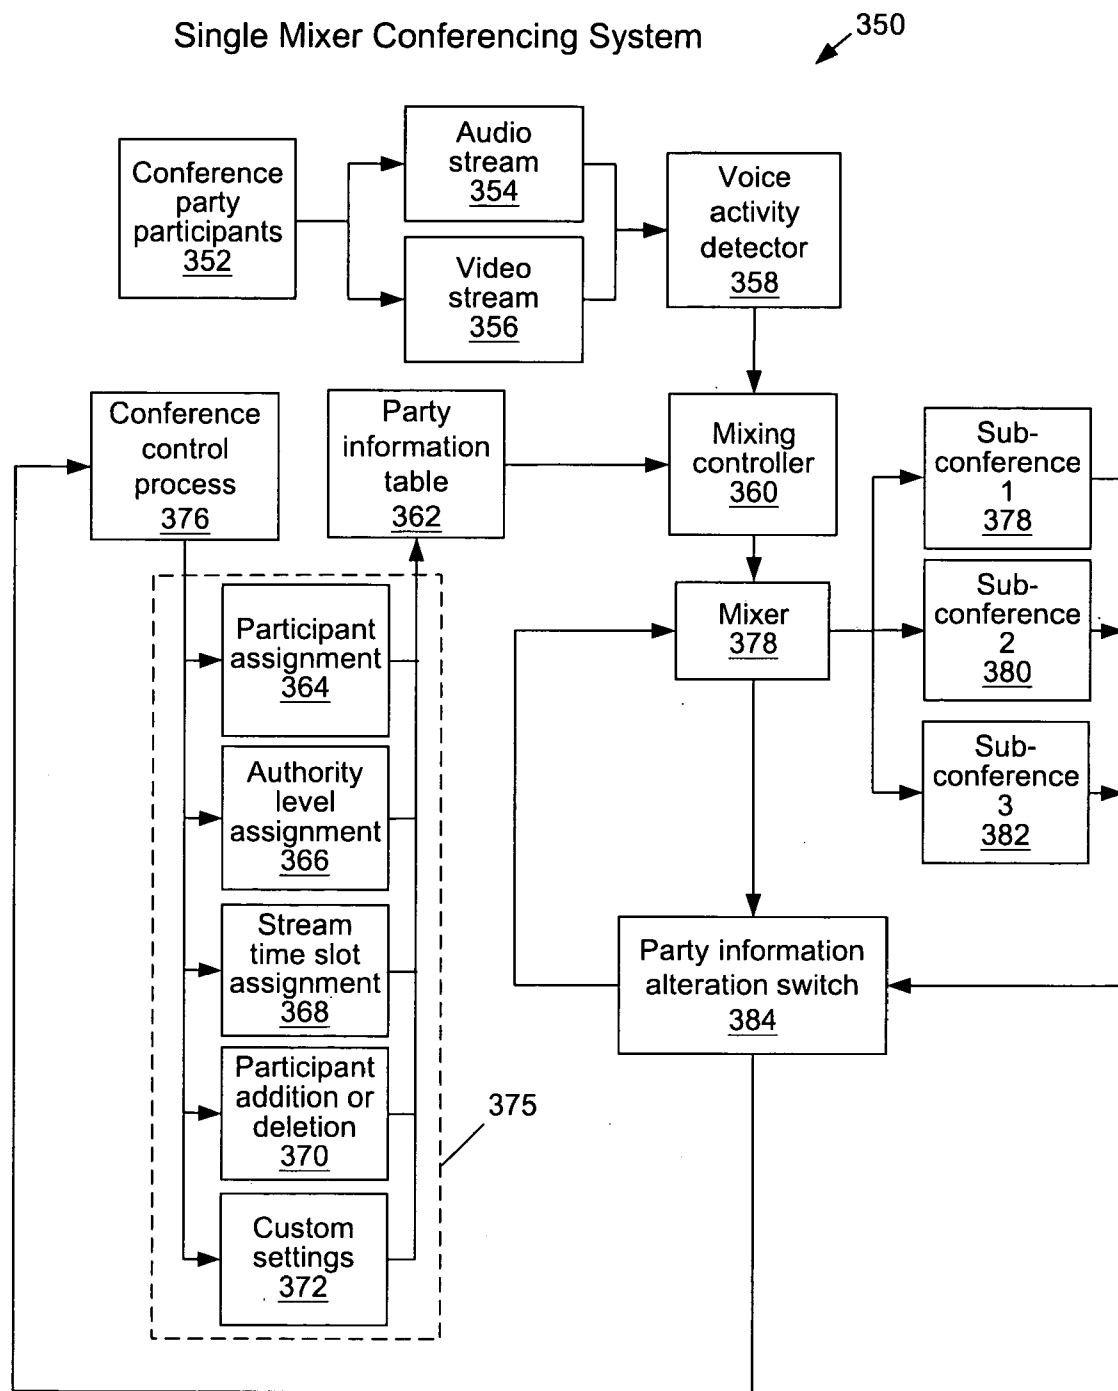 Single Mixer Conferencing System
350
Conference
party
participants
352
Audio
stream
354
Video
stream
356
Voice
activity
detector
358
Conference
control
process
376
Party
information
table
362
Mixing
controller
360
Sub-
conference
1
378
Participant
assignment
364
Mixer
378
Sub-
conference
2
380
Authority
level
assignment
366
Sub-
conference
3
382
Stream
time slot
assignment
368
Party information
alteration switch
384
Participant
addition or
deletion
370
375
Custom
settings
372